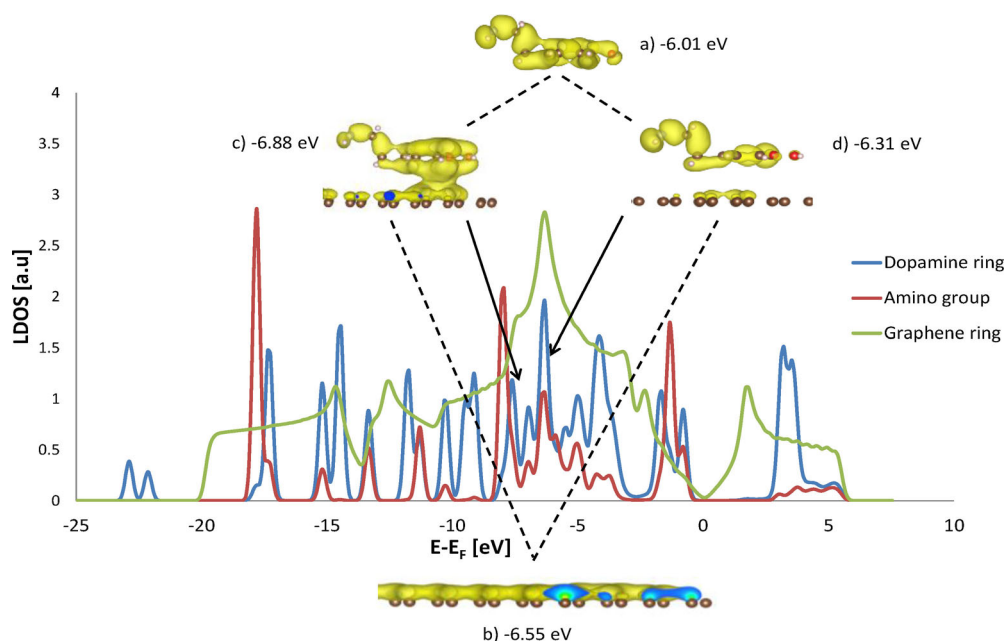 a) -6.01 eV
c) -6.88 eV
d) -6.31 eV
4
3.5
3
2.5
2
1.5
1
0.5
0
LDOS [a.u]
Dopamine ring
Amino group
Graphene ring
-25
-20
-15
-10
-5
0
5
10
E-EF [eV]
b) -6.55 eV